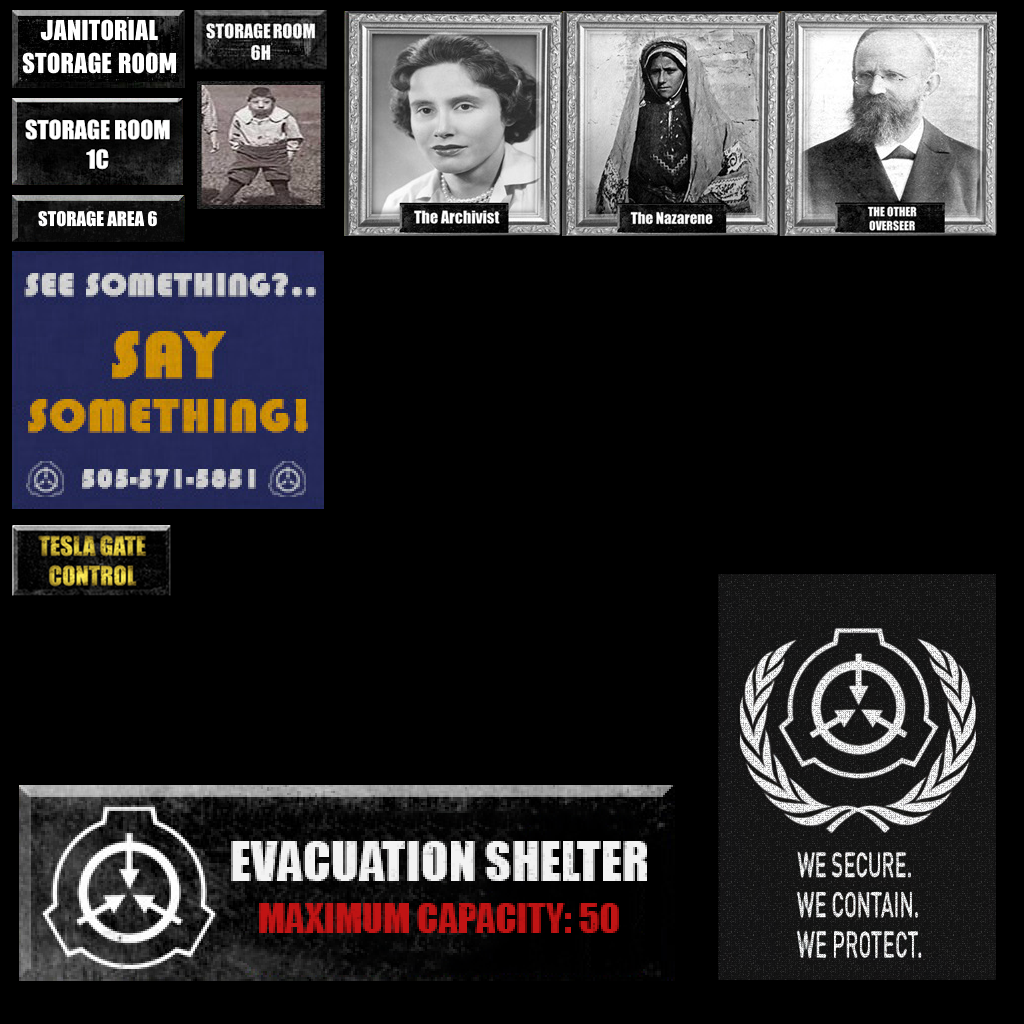 JANITORIAL
STORAGE ROOM
STORAGE ROOM
6H
STORAGE ROOM
1C
STORAGE AREA 6
The Archivist
The Nazarene
THE OTHER
OVERSEER
SEE SOMETHING?..
SAY
SOMETHING!
505-571-5851
TESLA GATE
CONTROL
EVACUATION SHELTER
MAXIMUM CAPACITY: 50
WE SECURE.
WE CONTAIN.
WE PROTECT.